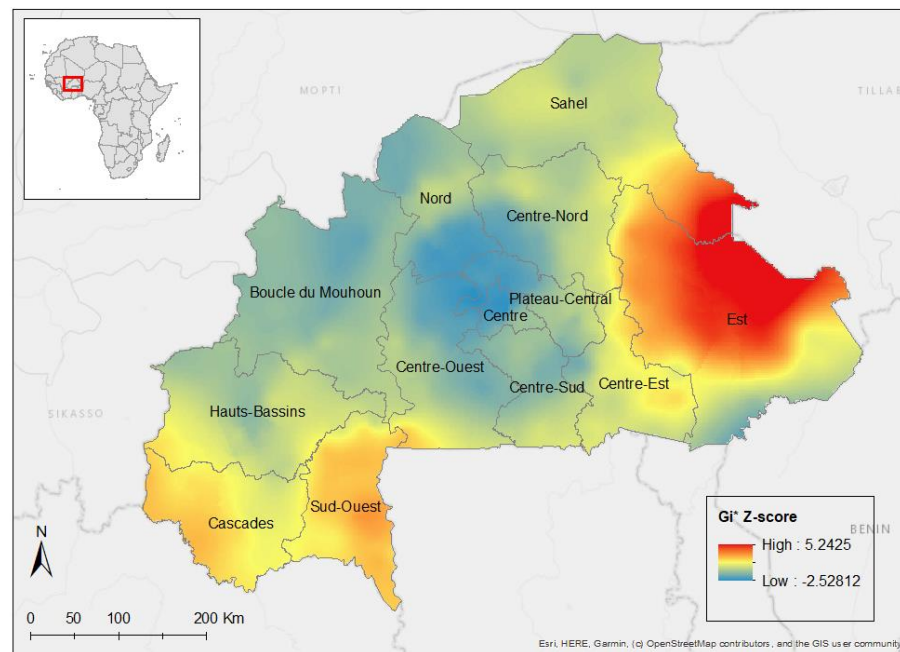 MOPTI
TILLAB
Sahel
Nord
Centre-Nord
Boucle du Mouhoun
Plateau-Central
Centre
Est
Centre-Ouest
Centre-Sud
Centre-Est
Hauts-Bassins
SIKASSO
Sud-Ouest
Cascades
BENIN
Gi* Z-score
High : 5.2425
Low : -2.52812
N
0 50 100 200 Km
Esri, HERE, Garmin, (c) OpenStreetMap contributors, and the GIS user community